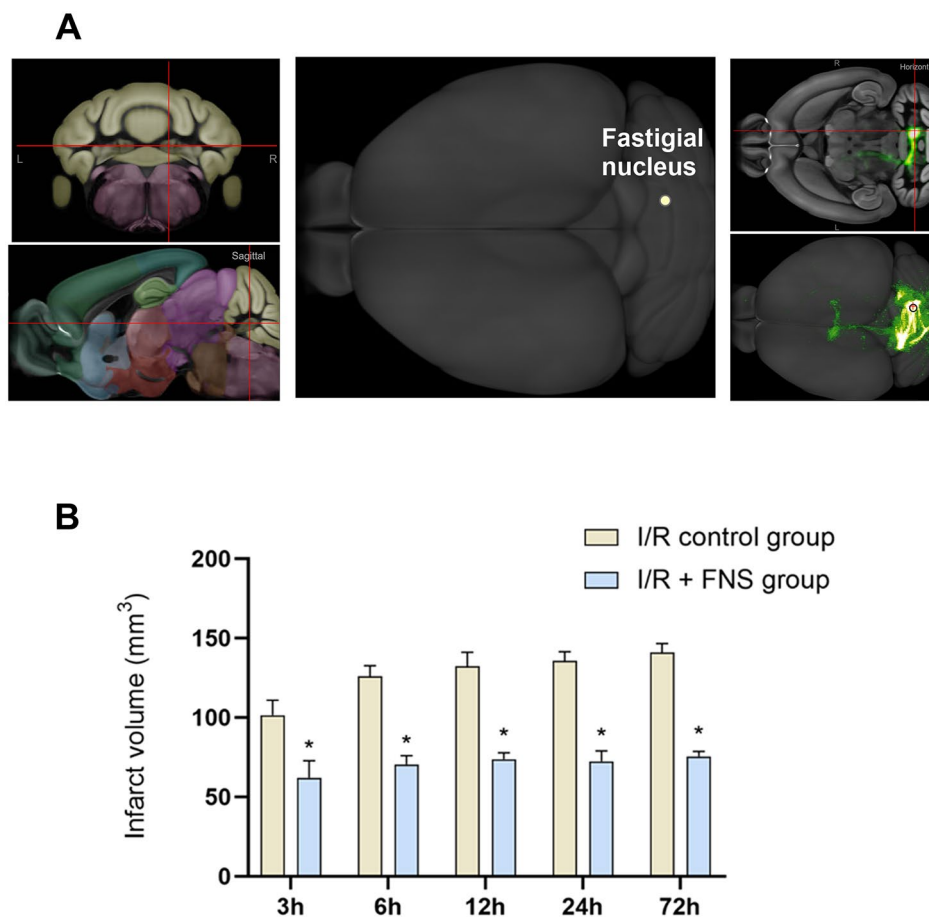 A
L
R
Sagittal
Fastigial
nucleus
R
Horizont
L
B
I/R control group
I/R + FNS group
Infarct volume (mm³)
200
150
100
50
0
*
*
*
*
*
3h
6h
12h
24h
72h